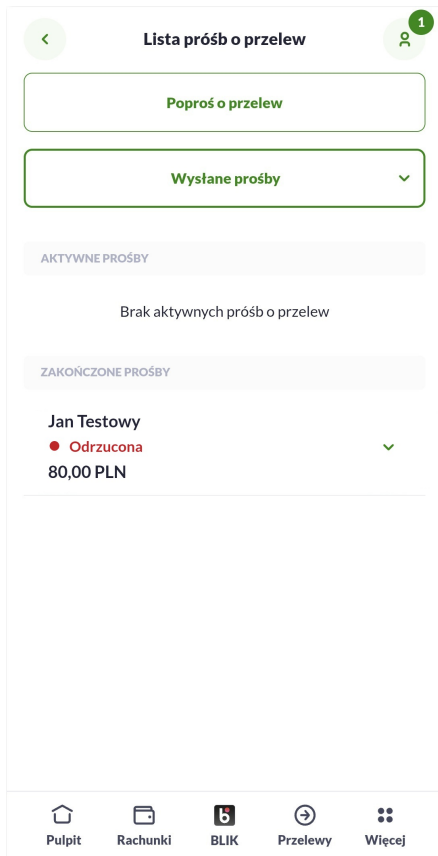 1
Lista próśb o przelew
Poproś o przelew
Wysłane prośby
AKTYWNE PROŚBY
Brak aktywnych próśb o przelew
ZAKOŃCZONE PROŚBY
Jan Testowy
Odrzucona
80,00 PLN
Pulpit Rachunki BLIK Przelewy Więcej